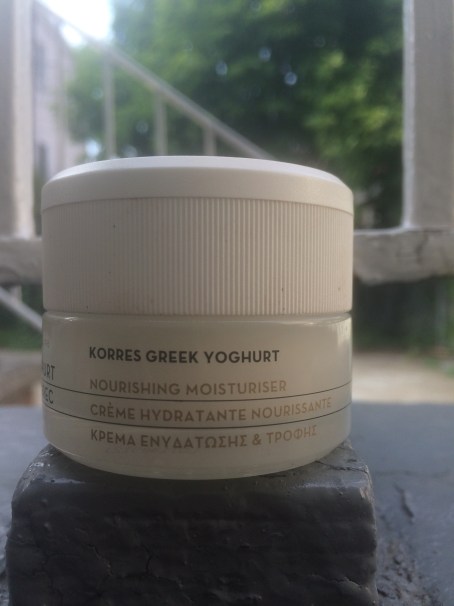 KORRES GREEK YOGHURT
NOURISHING MOISTURISER
CRÈME HYDRATANTE NOURISSANTE
ΚΡΕΜΑ ΕΝΥΔΑΤΩΣΗΣ & ΤΡΟΦΗΣ